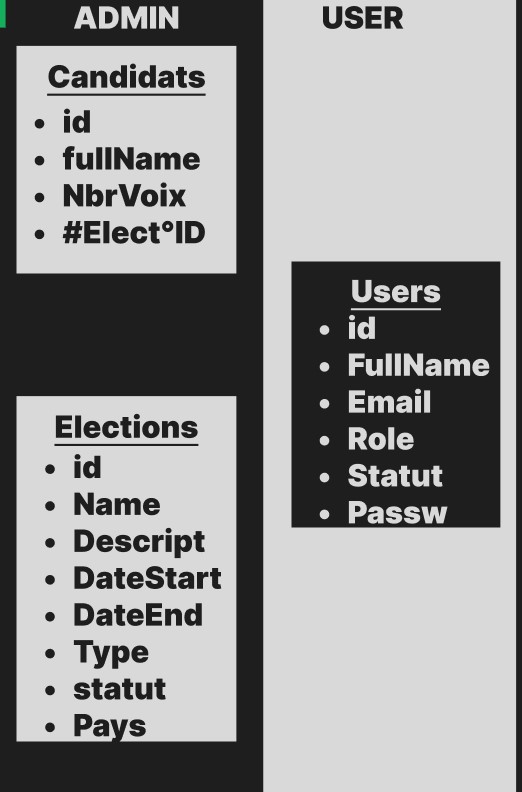 ADMIN
Candidats
• id
• fullName
• NbrVoix
• #Elect°ID
Elections
• id
• Name
• Descript
• DateStart
• DateEnd
• Type
• statut
• Pays
USER
Users
• id
• FullName
• Email
• Role
• Statut
• Passw